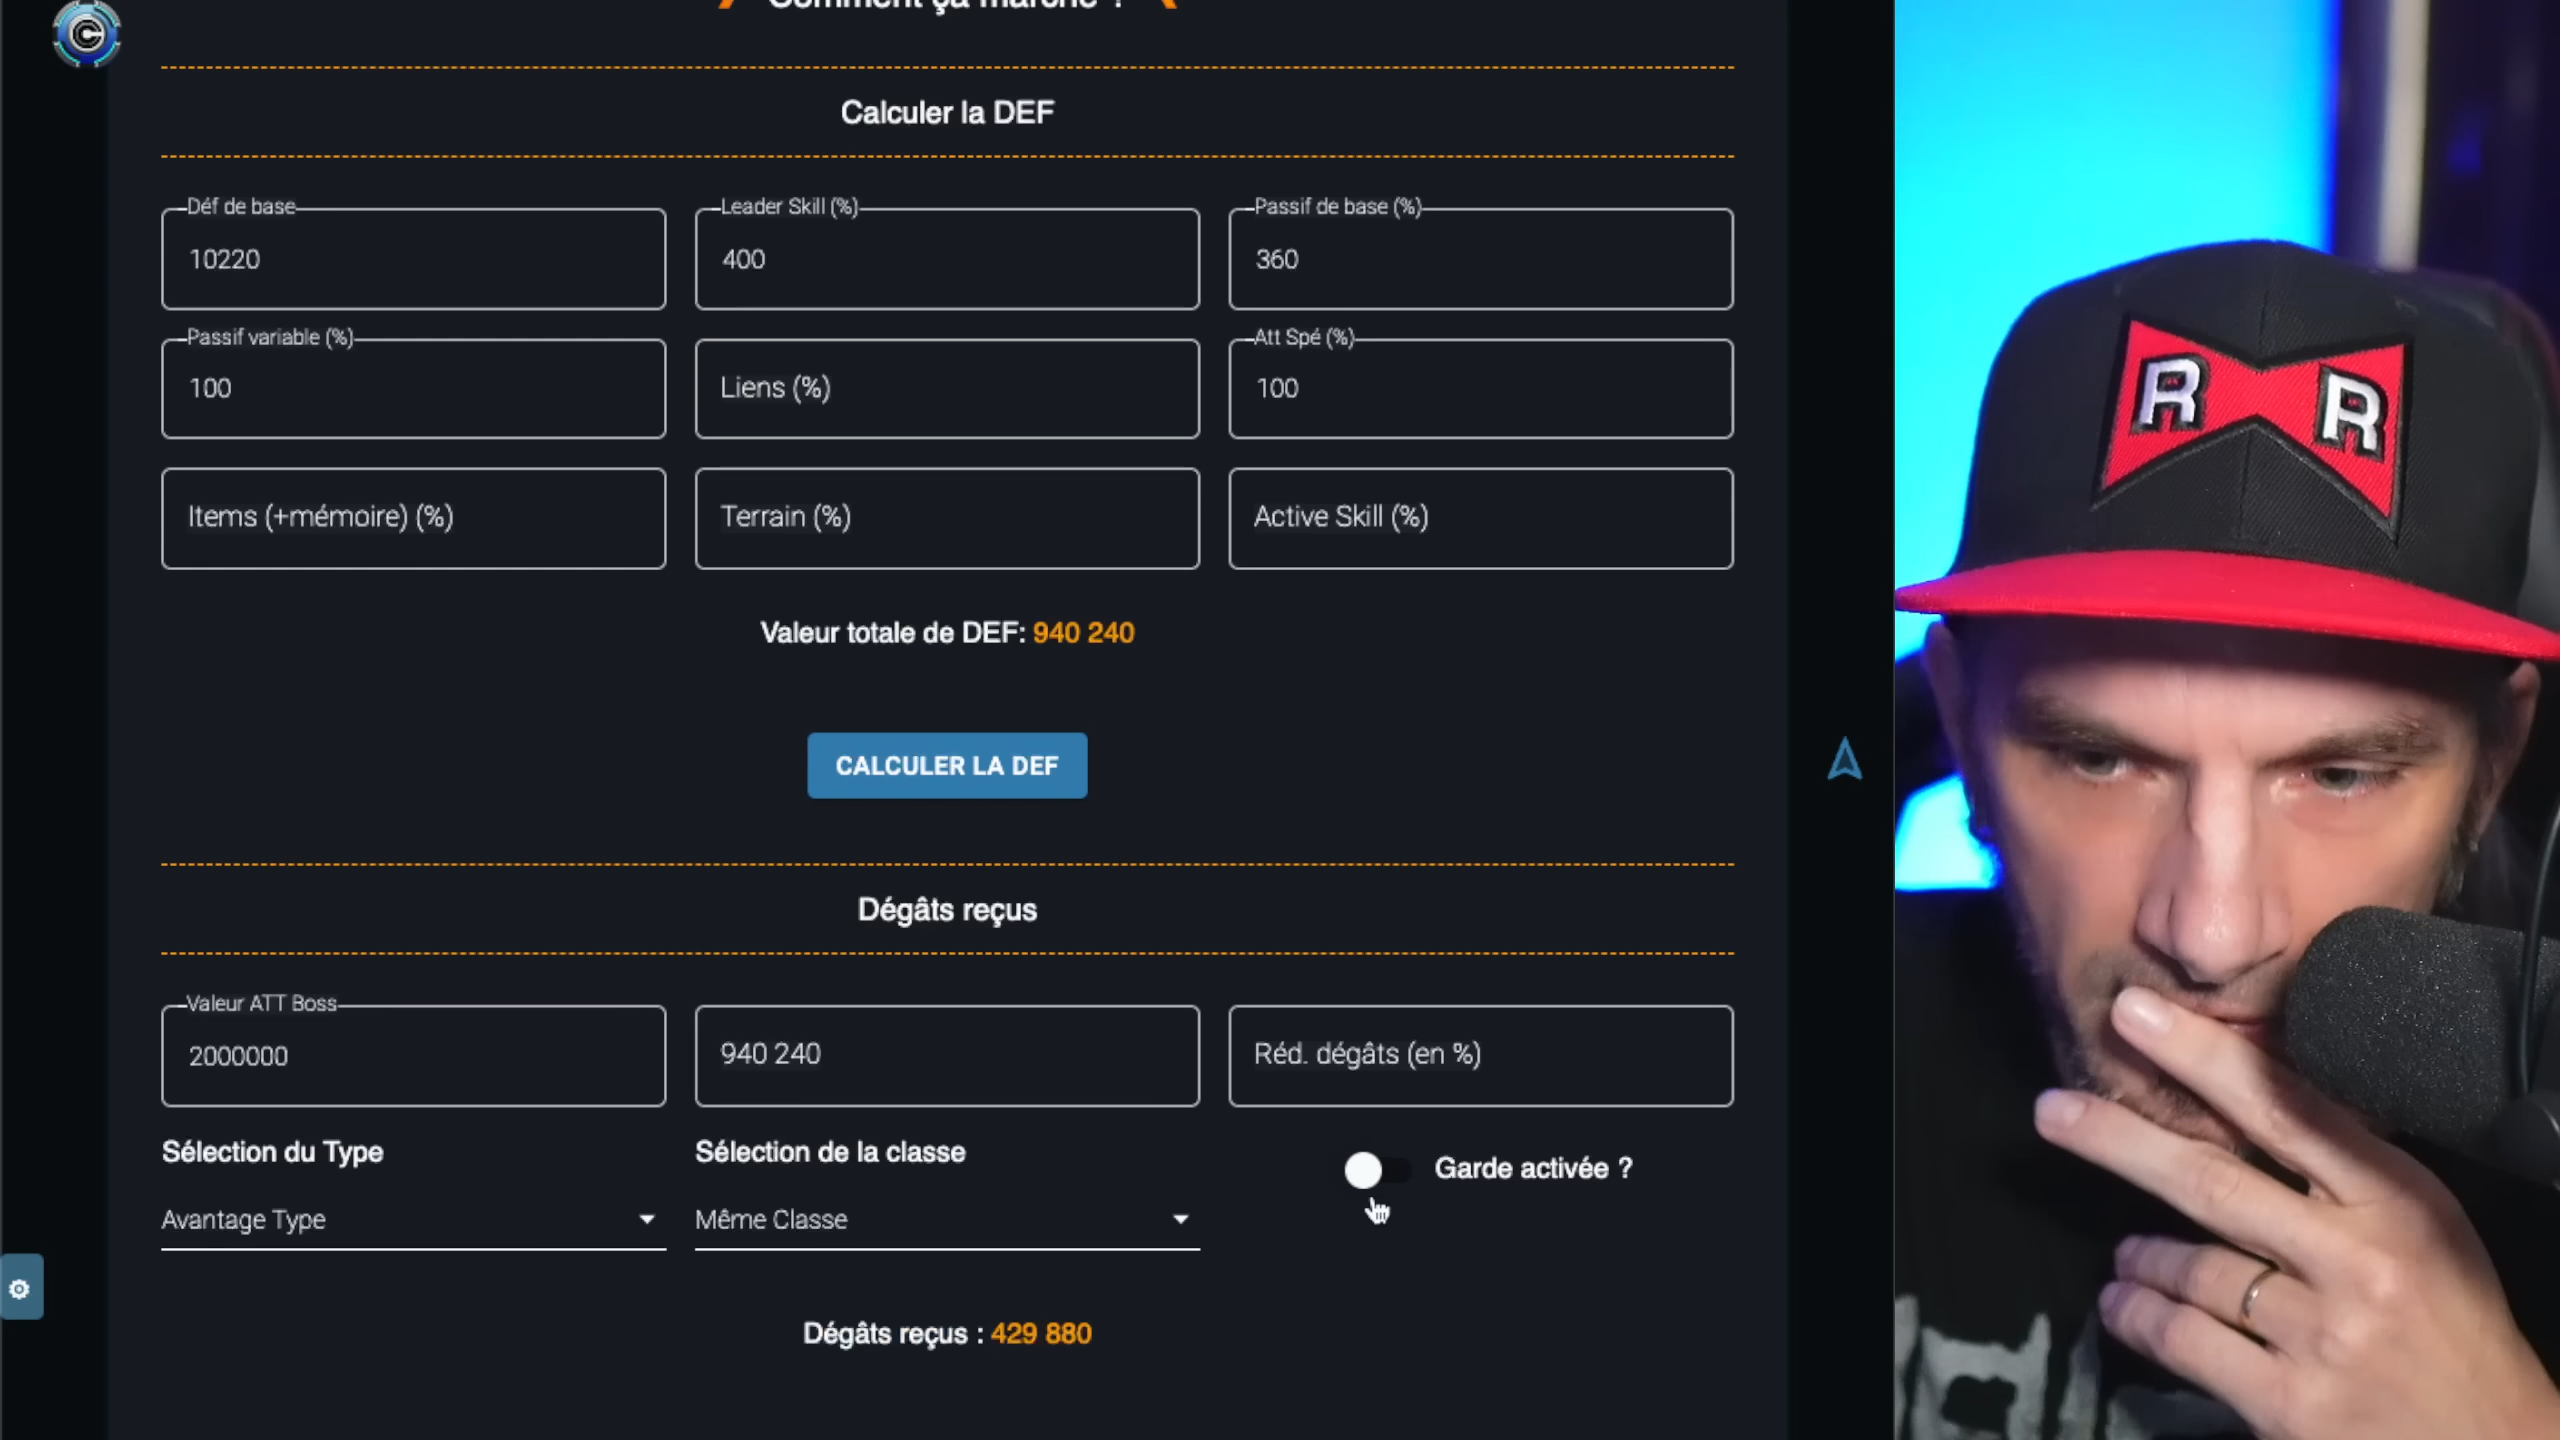 Comment ça marche ?
Calculer la DEF
Déf de base
10220
Leader Skill (%)
400
Passif de base (%)
360
Passif variable (%)
100
Liens (%)
Att Spé (%)
100
Items (+mémoire) (%)
Terrain (%)
Active Skill (%)
Valeur totale de DEF: 940 240
CALCULER LA DEF
Dégâts reçus
Valeur ATT Boss
2000000
940 240
Réd. dégâts (en %)
Sélection du Type
Avantage Type
Sélection de la classe
Même Classe
Garde activée ?
Dégâts reçus : 429 880
R R